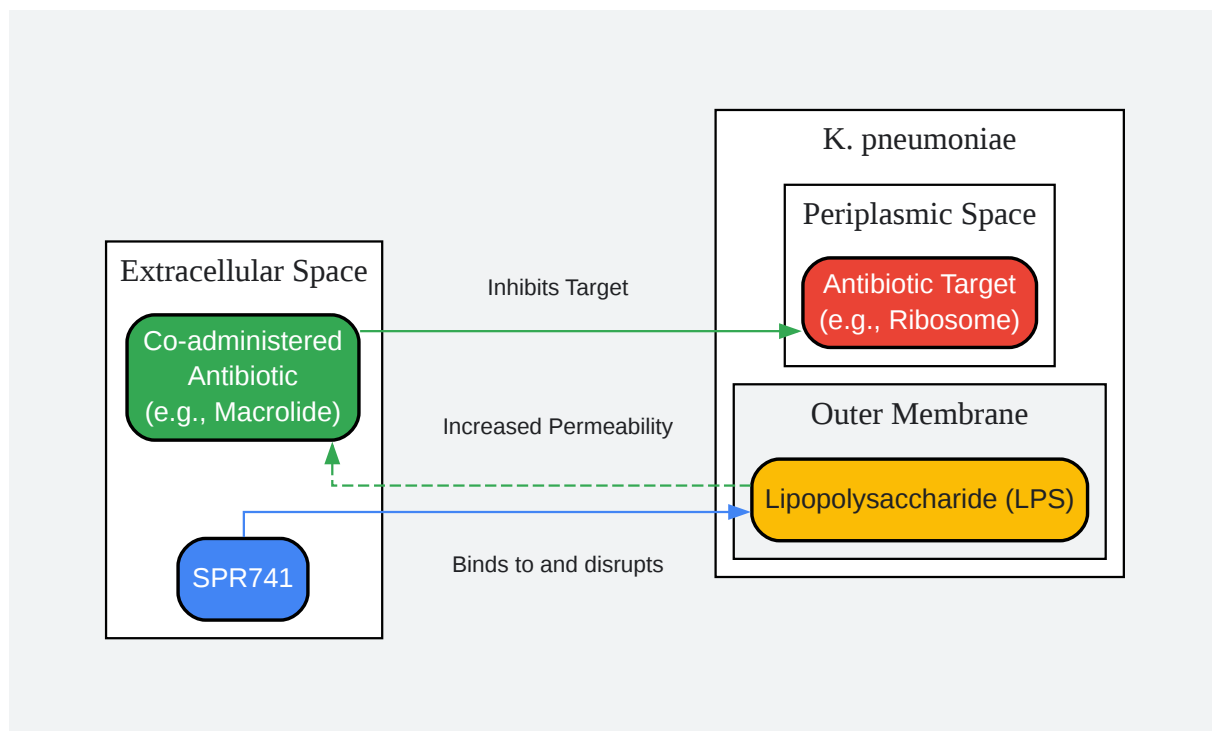 Extracellular Space
Co-administered
Antibiotic
(e.g., Macrolide)
SPR741
Inhibits Target
Increased Permeability
Binds to and disrupts
K. pneumoniae
Periplasmic Space
Antibiotic Target
(e.g., Ribosome)
Outer Membrane
Lipopolysaccharide (LPS)